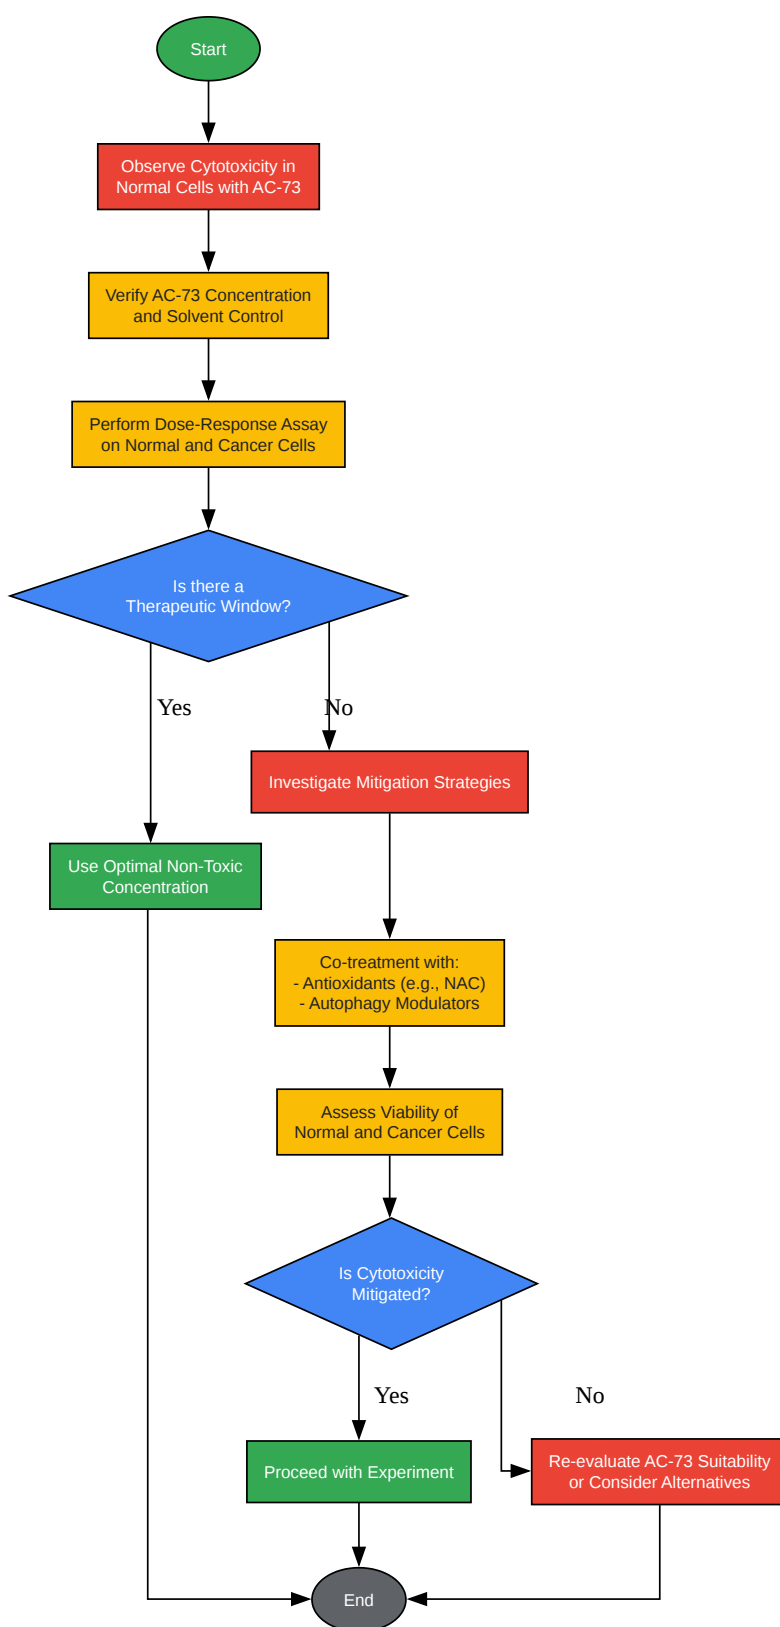 Start
Observe Cytotoxicity in
Normal Cells with AC-73
Verify AC-73 Concentration
and Solvent Control
Perform Dose-Response Assay
on Normal and Cancer Cells
Is there a
Therapeutic Window?
Yes
No
Investigate Mitigation Strategies
Use Optimal Non-Toxic
Concentration
Co-treatment with:
- Antioxidants (e.g., NAC)
- Autophagy Modulators
Assess Viability of
Normal and Cancer Cells
Is Cytotoxicity
Mitigated?
Yes
No
Proceed with Experiment
Re-evaluate AC-73 Suitability
or Consider Alternatives
End